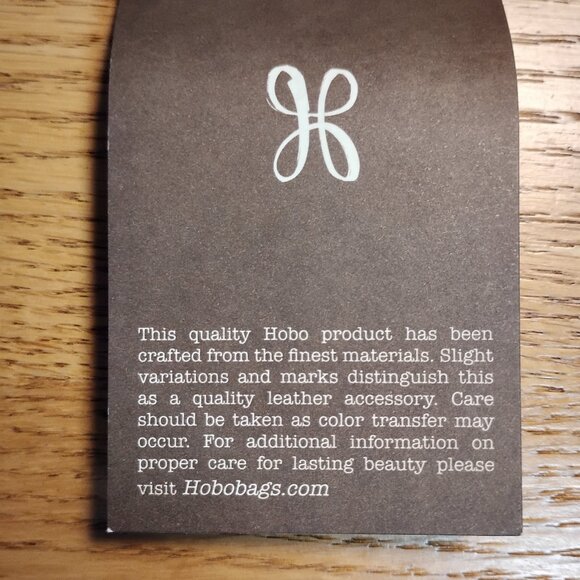 H
This quality Hobo product has been
crafted from the finest materials. Slight
variations and marks distinguish this
as a quality leather accessory. Care
should be taken as color transfer may
occur. For additional information on
proper care for lasting beauty please
visit Hobobags.com